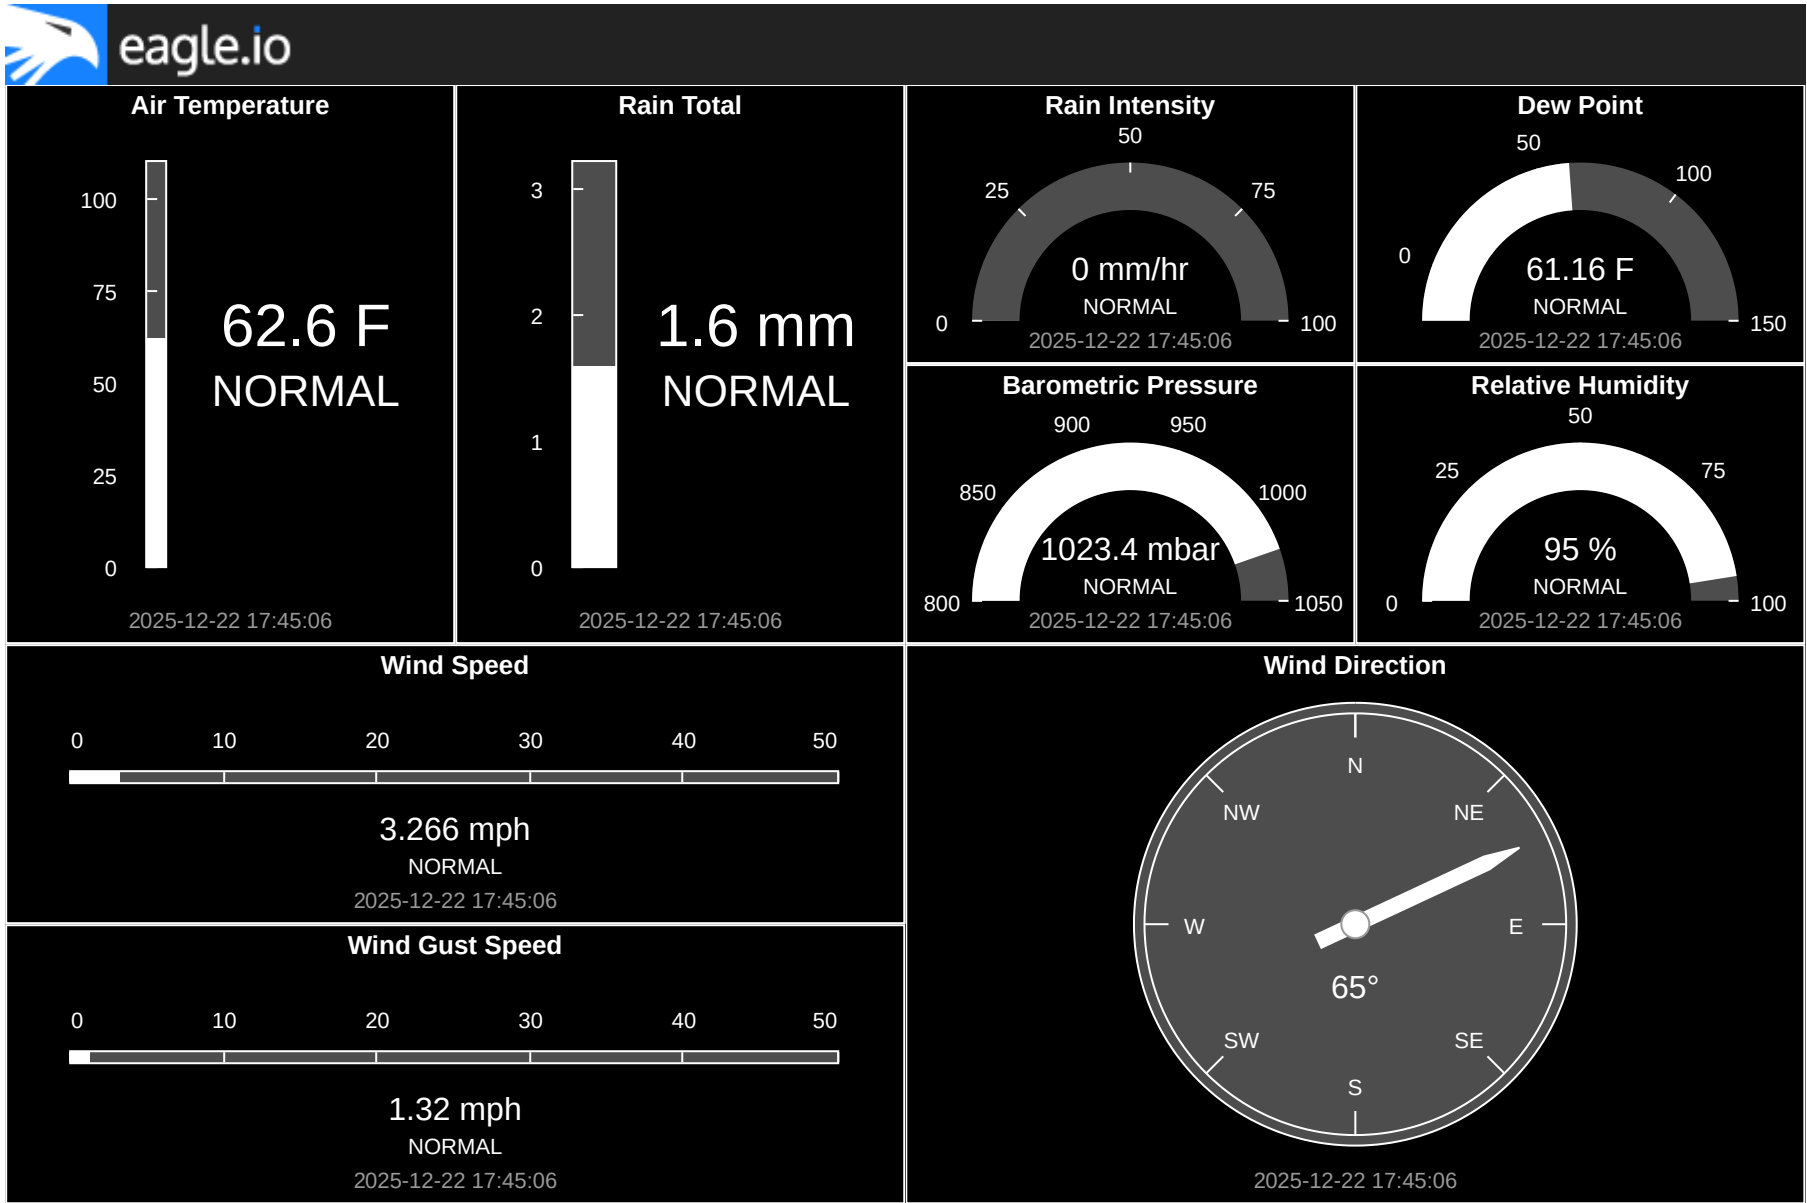 eagle.io
Air Temperature
100
75
50
25
0
62.6 F
NORMAL
2025-12-22 17:45:06
Rain Total
3
2
1
0
1.6 mm
NORMAL
2025-12-22 17:45:06
Rain Intensity
0
25
50
75
100
0 mm/hr
NORMAL
2025-12-22 17:45:06
Dew Point
0
50
100
150
61.16 F
NORMAL
2025-12-22 17:45:06
Barometric Pressure
800
850
900
950
1000
1050
1023.4 mbar
NORMAL
2025-12-22 17:45:06
Relative Humidity
0
25
50
75
100
95 %
NORMAL
2025-12-22 17:45:06
Wind Speed
0 10 20 30 40 50
3.266 mph
NORMAL
2025-12-22 17:45:06
Wind Gust Speed
0 10 20 30 40 50
1.32 mph
NORMAL
2025-12-22 17:45:06
Wind Direction
N
NW NE
W E
65°
SW SE
S
2025-12-22 17:45:06